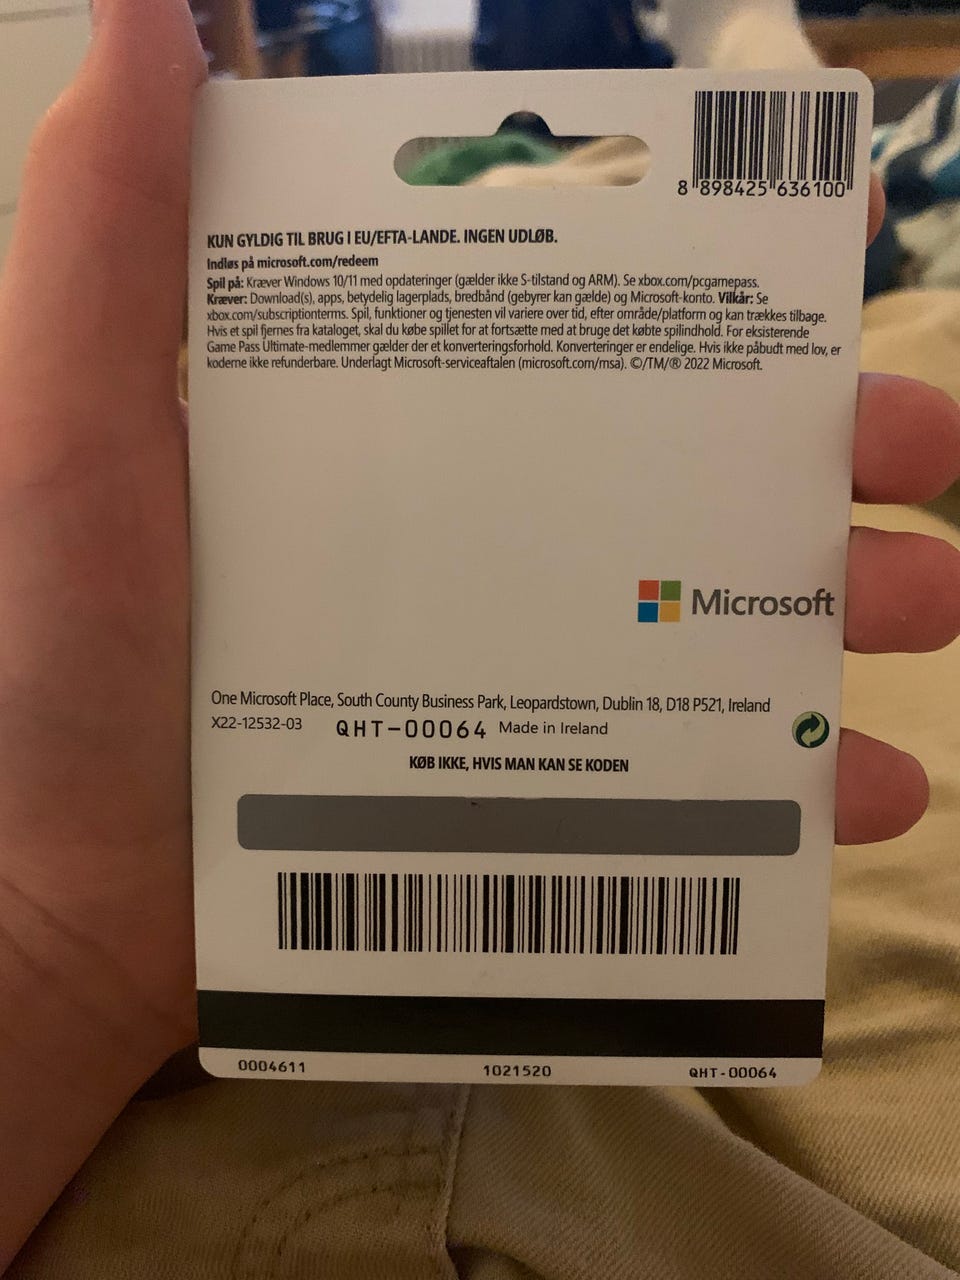 8 898425 636100
KUN GYLDIG TIL BRUG I EU/EFTA-LANDE. INGEN UDLØB.
Indløs på microsoft.com/redeem
Spil på: Kræver Windows 10/11 med opdateringer (gælder ikke S-tilstand og ARM). Se xbox.com/pcgamepass.
Kræver: Download(s), apps, betydelig lagerplads, bredbånd (gebyrer kan gælde) og Microsoft-konto. Vilkår: Se
xbox.com/subscriptionterms. Spil, funktioner og tjenesten vil variere over tid, efter område/platform og kan trækkes tilbage.
Hvis et spil fjernes fra kataloget, skal du købe spillet for at fortsætte med at bruge det købte spilindhold. For eksisterende
Game Pass Ultimate-medlemmer gælder der et konverteringsforhold. Konverteringer er endelige. Hvis ikke påbudt med lov, er
koderne ikke refunderbare. Underlagt Microsoft-serviceaftalen (microsoft.com/msa). ©/TM/® 2022 Microsoft.
Microsoft
One Microsoft Place, South County Business Park, Leopardstown, Dublin 18, D18 P521, Ireland
X22-12532-03 QHT-00064 Made in Ireland
KØB IKKE, HVIS MAN KAN SE KODEN
0004611 1021520 QHT-00064